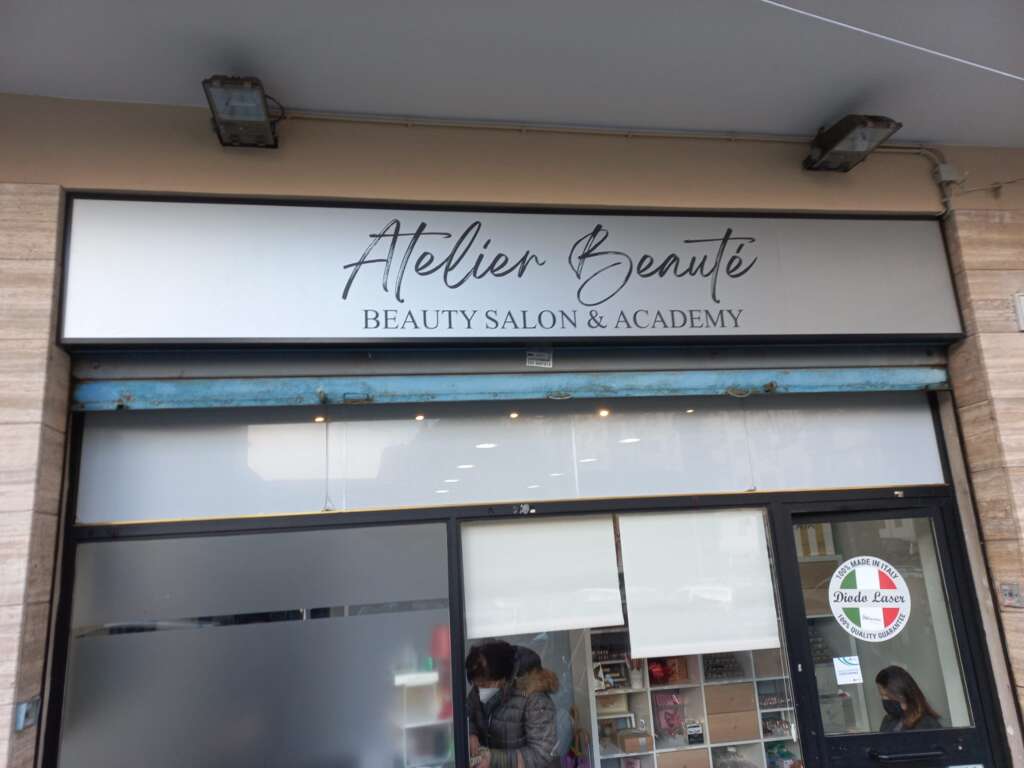 Atelier Beauté
BEAUTY SALON & ACADEMY
100% MADE IN ITALY
Diodo Laser
100% QUALITY GUARANTEE